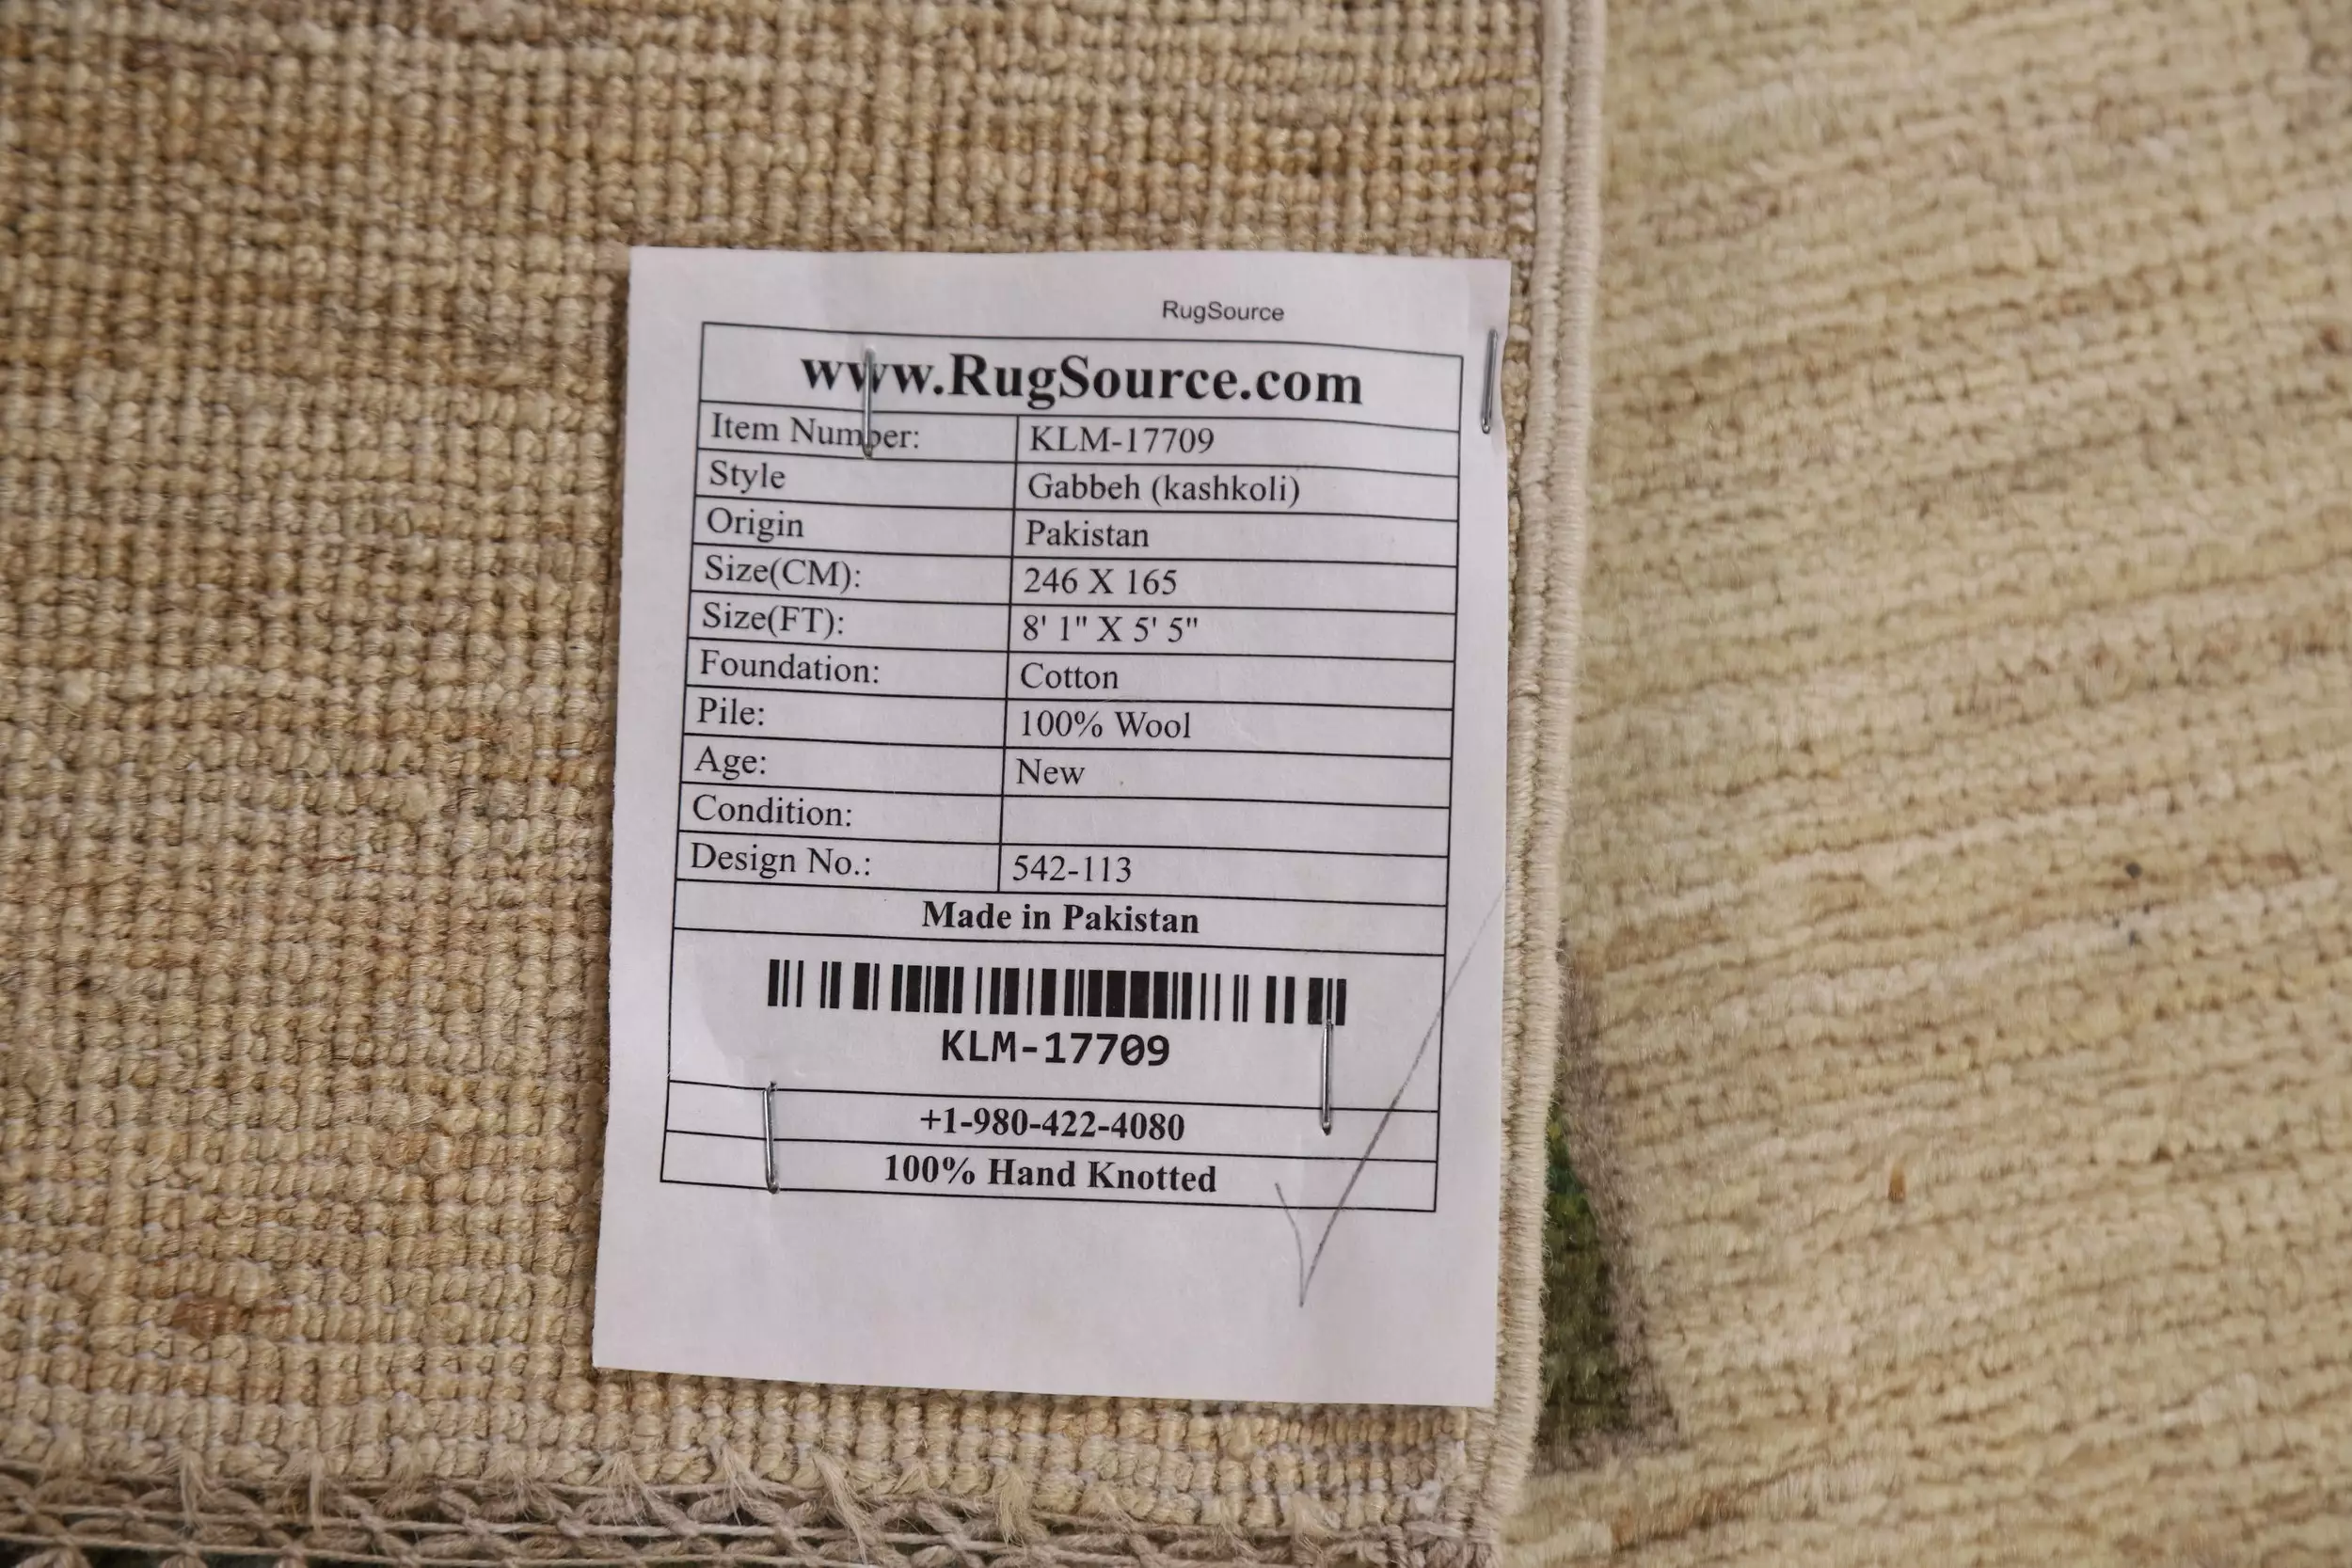 RugSource
www.RugSource.com
Item Number: KLM-17709
Style Gabbeh (kashkoli)
Origin Pakistan
Size(CM): 246 X 165
Size(FT): 8' 1" X 5' 5"
Foundation: Cotton
Pile: 100% Wool
Age: New
Condition:
Design No.: 542-113
Made in Pakistan
KLM-17709
+1-980-422-4080
100% Hand Knotted